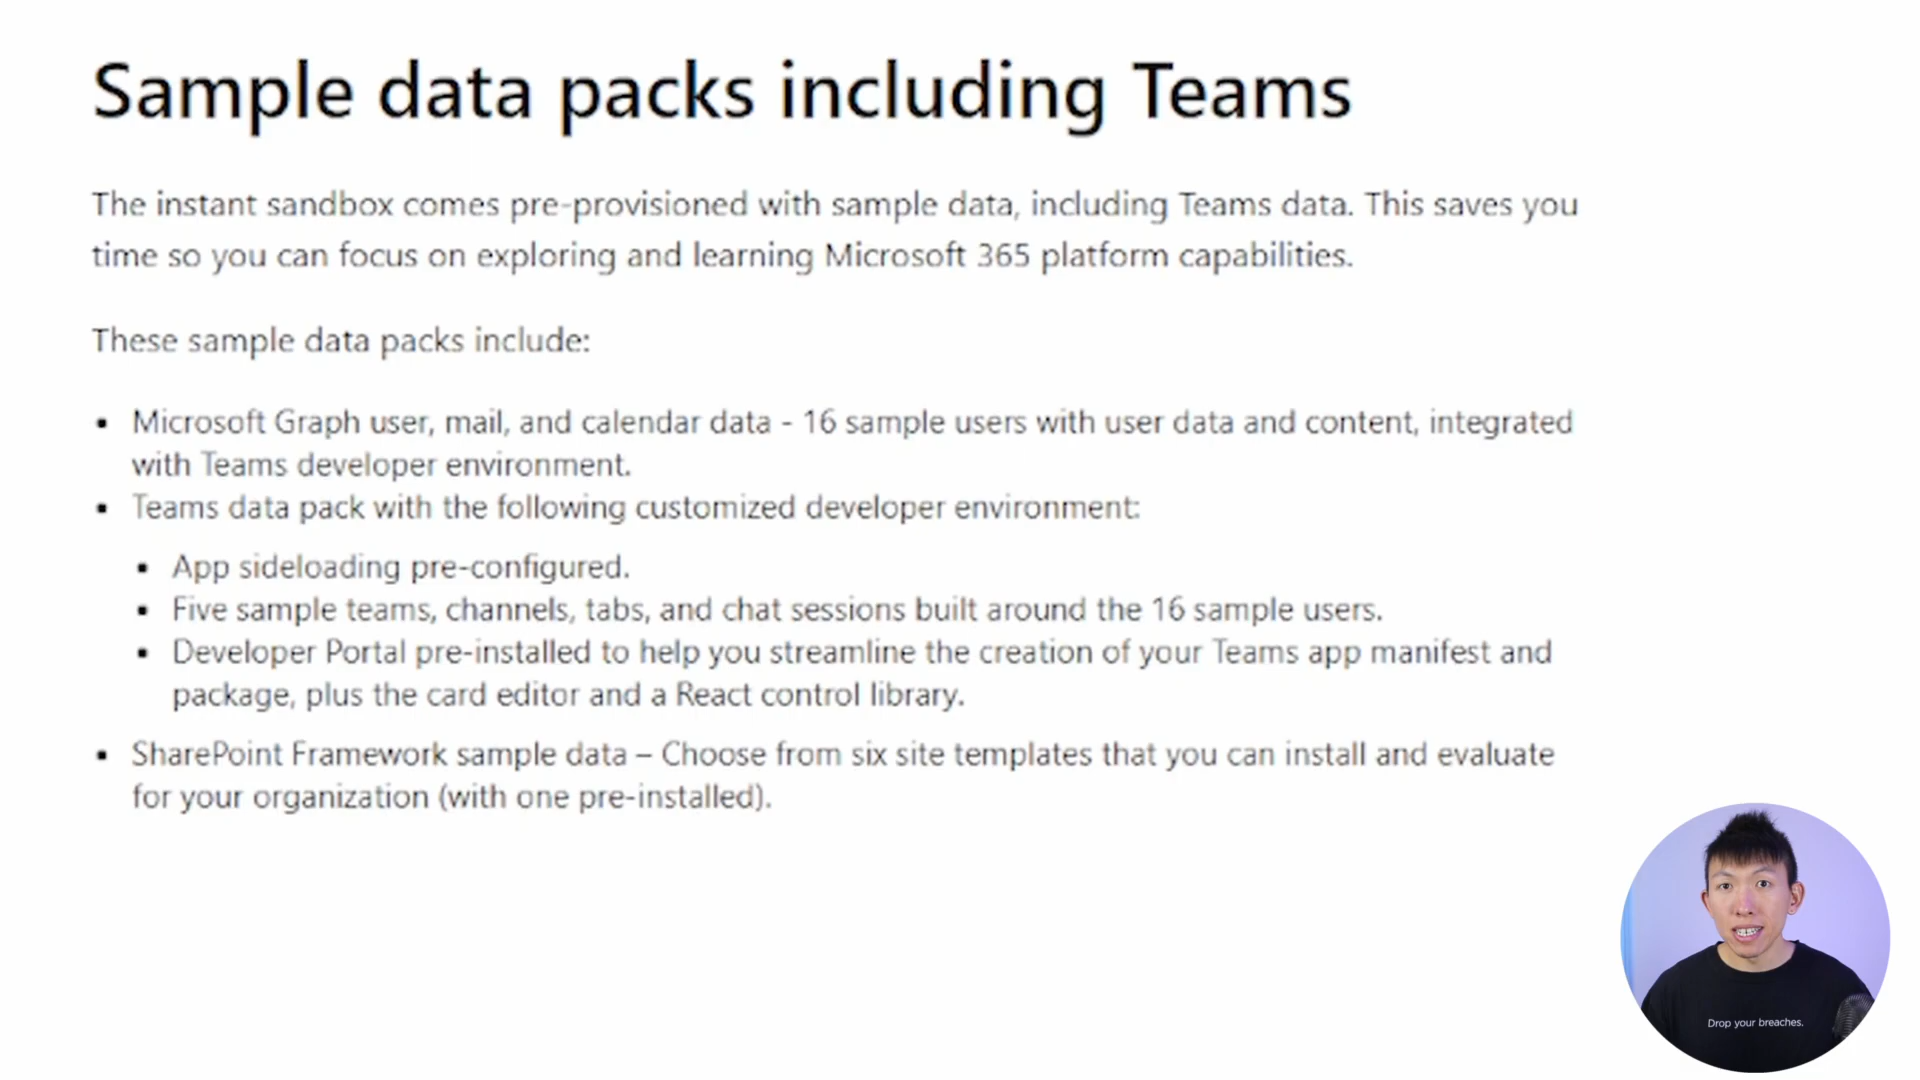 Sample data packs including Teams
The instant sandbox comes pre-provisioned with sample data, including Teams data. This saves you
time so you can focus on exploring and learning Microsoft 365 platform capabilities.
These sample data packs include:
▪ Microsoft Graph user, mail, and calendar data - 16 sample users with user data and content, integrated
with Teams developer environment.
▪ Teams data pack with the following customized developer environment:
▪ App sideloading pre-configured.
▪ Five sample teams, channels, tabs, and chat sessions built around the 16 sample users.
▪ Developer Portal pre-installed to help you streamline the creation of your Teams app manifest and
package, plus the card editor and a React control library.
▪ SharePoint Framework sample data – Choose from six site templates that you can install and evaluate
for your organization (with one pre-installed).
Drop your breaches.